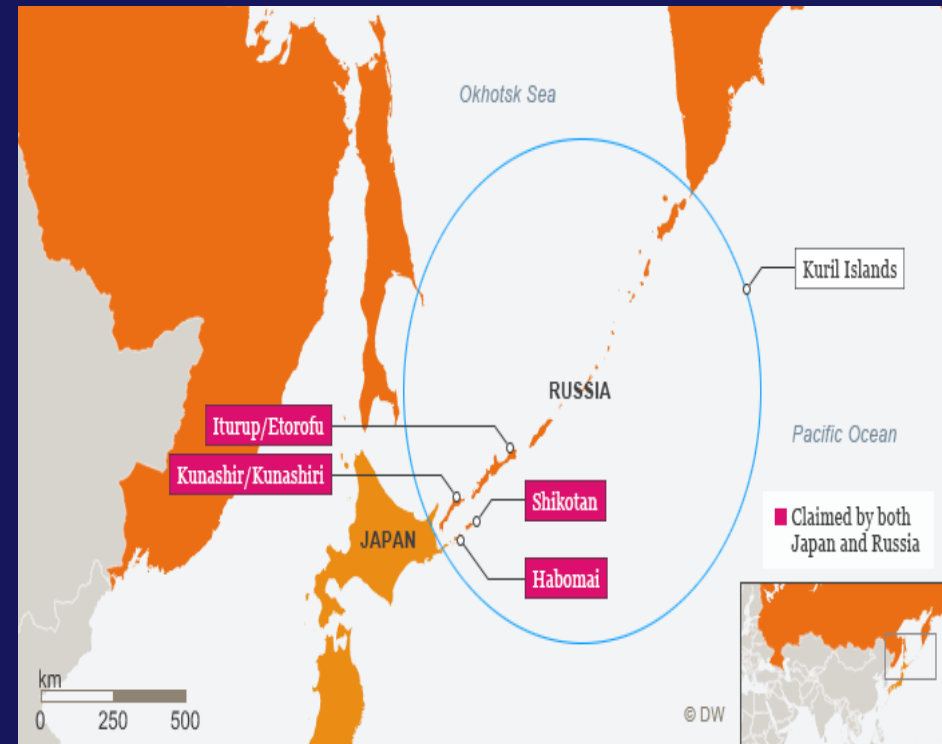 Okhotsk Sea
Kuril Islands
RUSSIA
Iturup/Etorofu
Pacific Ocean
Kunashir/Kunashiri
Shikotan
Claimed by both
Japan and Russia
JAPAN
Habomai
km
0 250 500
© DW